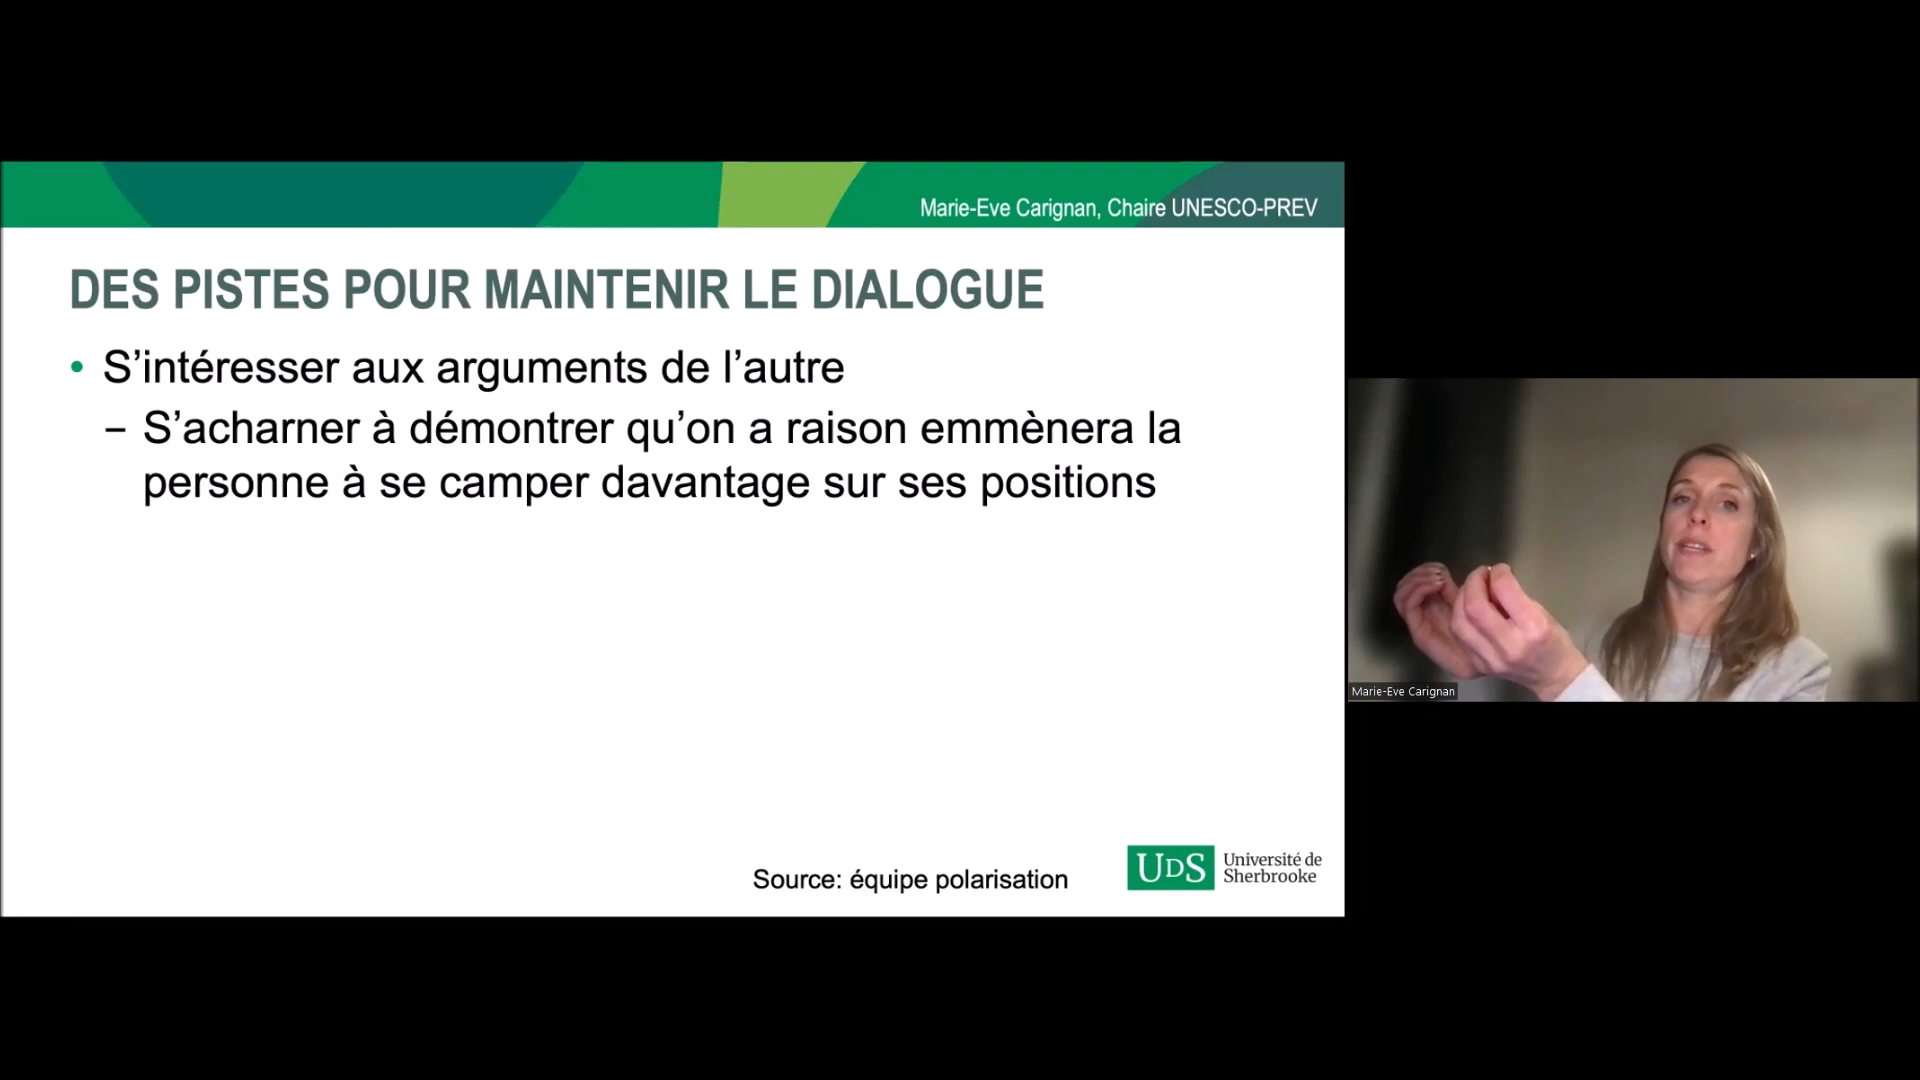 Marie-Eve Carignan, Chaire UNESCO-PREV
DES PISTES POUR MAINTENIR LE DIALOGUE
• S’intéresser aux arguments de l’autre
– S’acharner à démontrer qu’on a raison emmènera la
personne à se camper davantage sur ses positions
Source: équipe polarisation
UDS
Université de
Sherbrooke
Marie-Eve Carignan